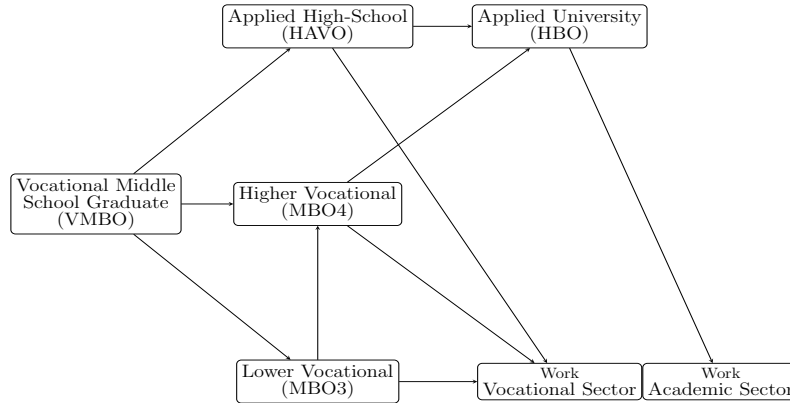 Applied High-School
(HAVO)
Applied University
(HBO)
Vocational Middle
School Graduate
(VMBO)
Higher Vocational
(MBO4)
Lower Vocational
(MBO3)
Work
Vocational Sector
Work
Academic Sector